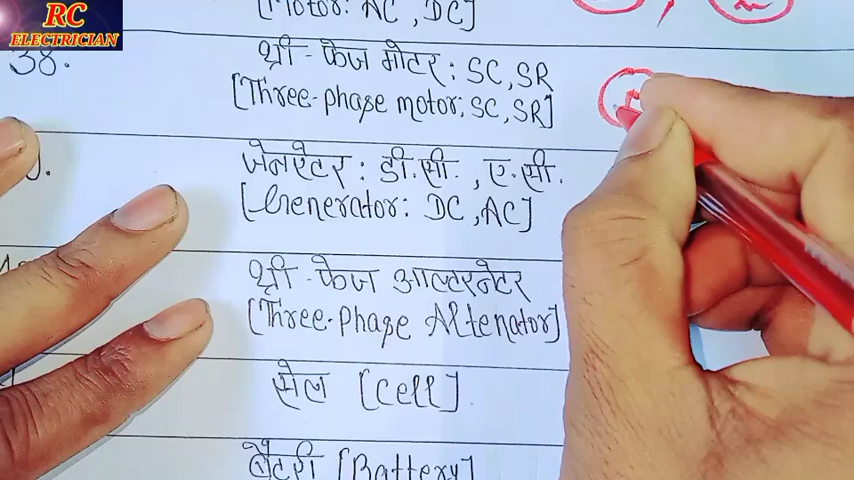 RC
ELECTRICIAN
[Motor: AC, DC]
38.
थ्री-फेज मोटर: SC, SR
[Three-phase motor: SC, SR]
जेनरेटर: डी.सी., ए.सी.
[Generator: DC, AC]
थ्री-फेज आल्टरनेटर
[Three-Phase Altenator]
सेल [Cell]
बैटरी [Battery]